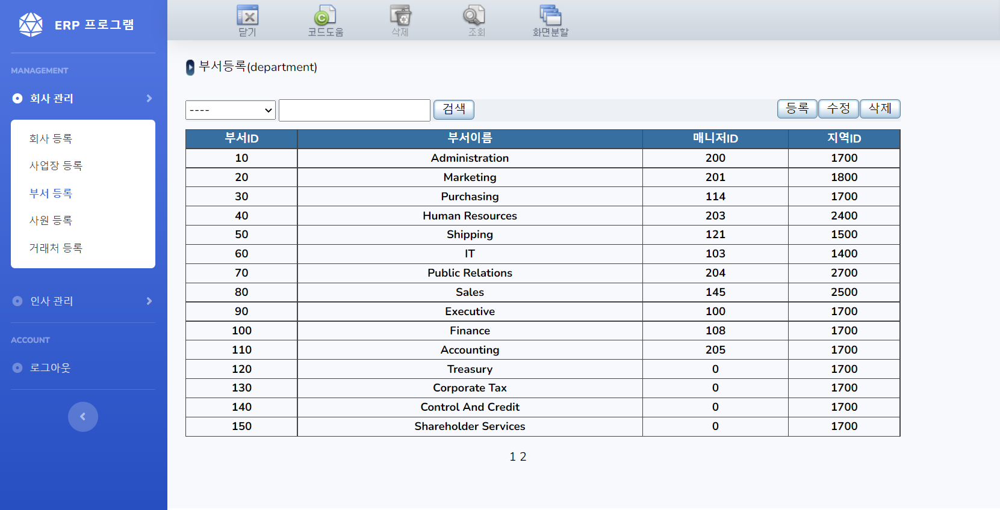 ERP 프로그램
MANAGEMENT
회사 관리
회사 등록
사업장 등록
부서 등록
사원 등록
거래처 등록
인사 관리
ACCOUNT
로그아웃
닫기 코드도움 삭제 조회 화면분할
부서등록(department)
---- 검색 등록 수정 삭제
부서ID 부서이름 매니저ID 지역ID
10 Administration 200 1700
20 Marketing 201 1800
30 Purchasing 114 1700
40 Human Resources 203 2400
50 Shipping 121 1500
60 IT 103 1400
70 Public Relations 204 2700
80 Sales 145 2500
90 Executive 100 1700
100 Finance 108 1700
110 Accounting 205 1700
120 Treasury 0 1700
130 Corporate Tax 0 1700
140 Control And Credit 0 1700
150 Shareholder Services 0 1700
1 2